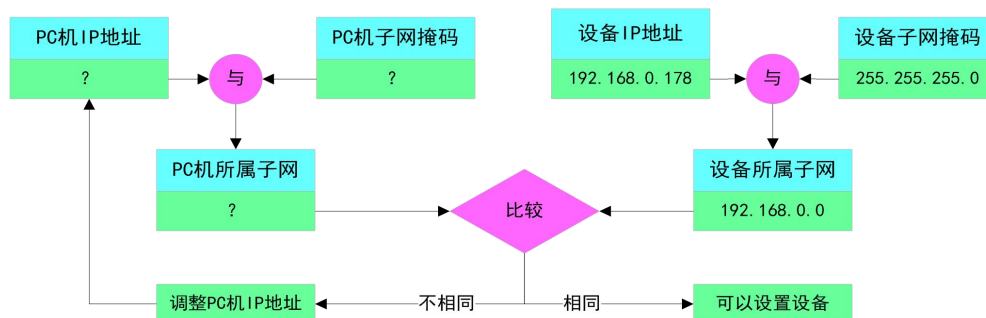 PC机IP地址
?
与
PC机子网掩码
?
设备IP地址
192.168.0.178
与
设备子网掩码
255.255.255.0
PC机所属子网
?
比较
设备所属子网
192.168.0.0
调整PC机IP地址
不相同
相同
可以设置设备